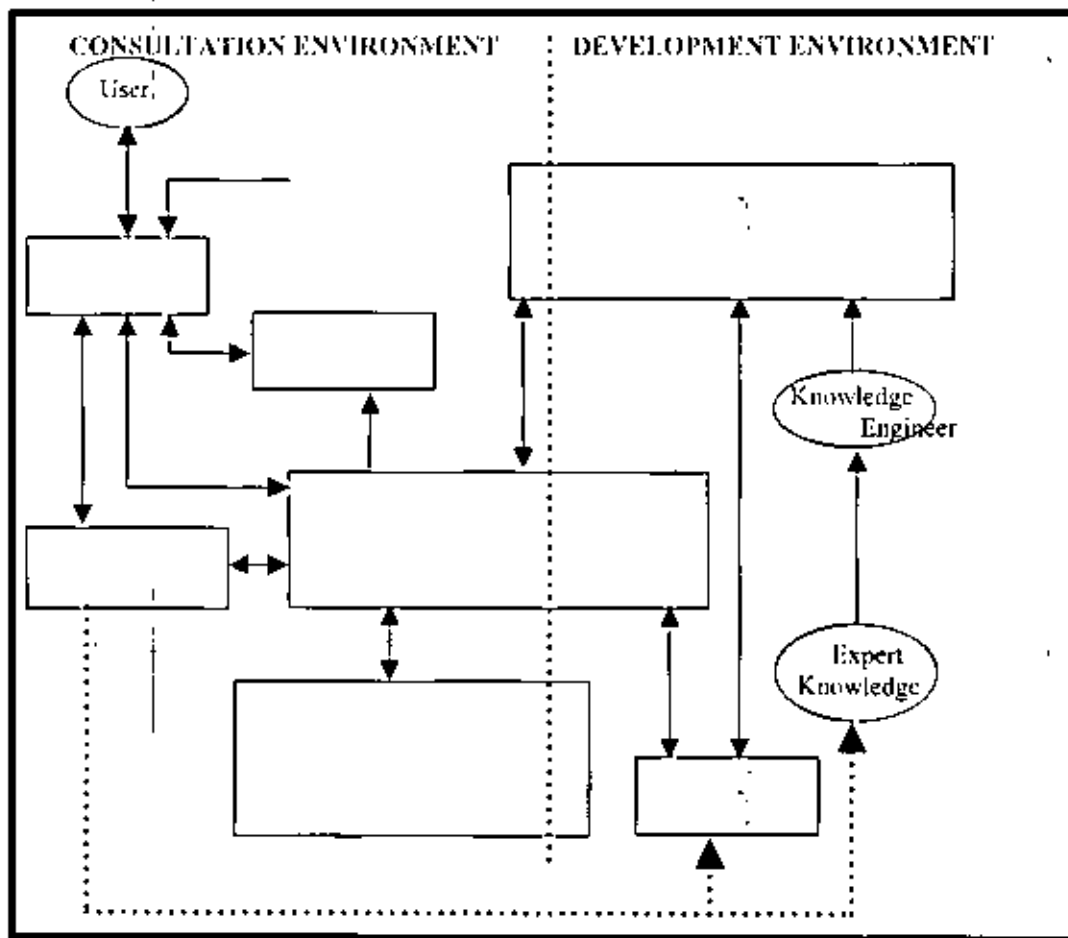 CONSULTATION ENVIRONMENT
DEVELOPMENT ENVIRONMENT
User
Knowledge
Engineer
Expert
Knowledge